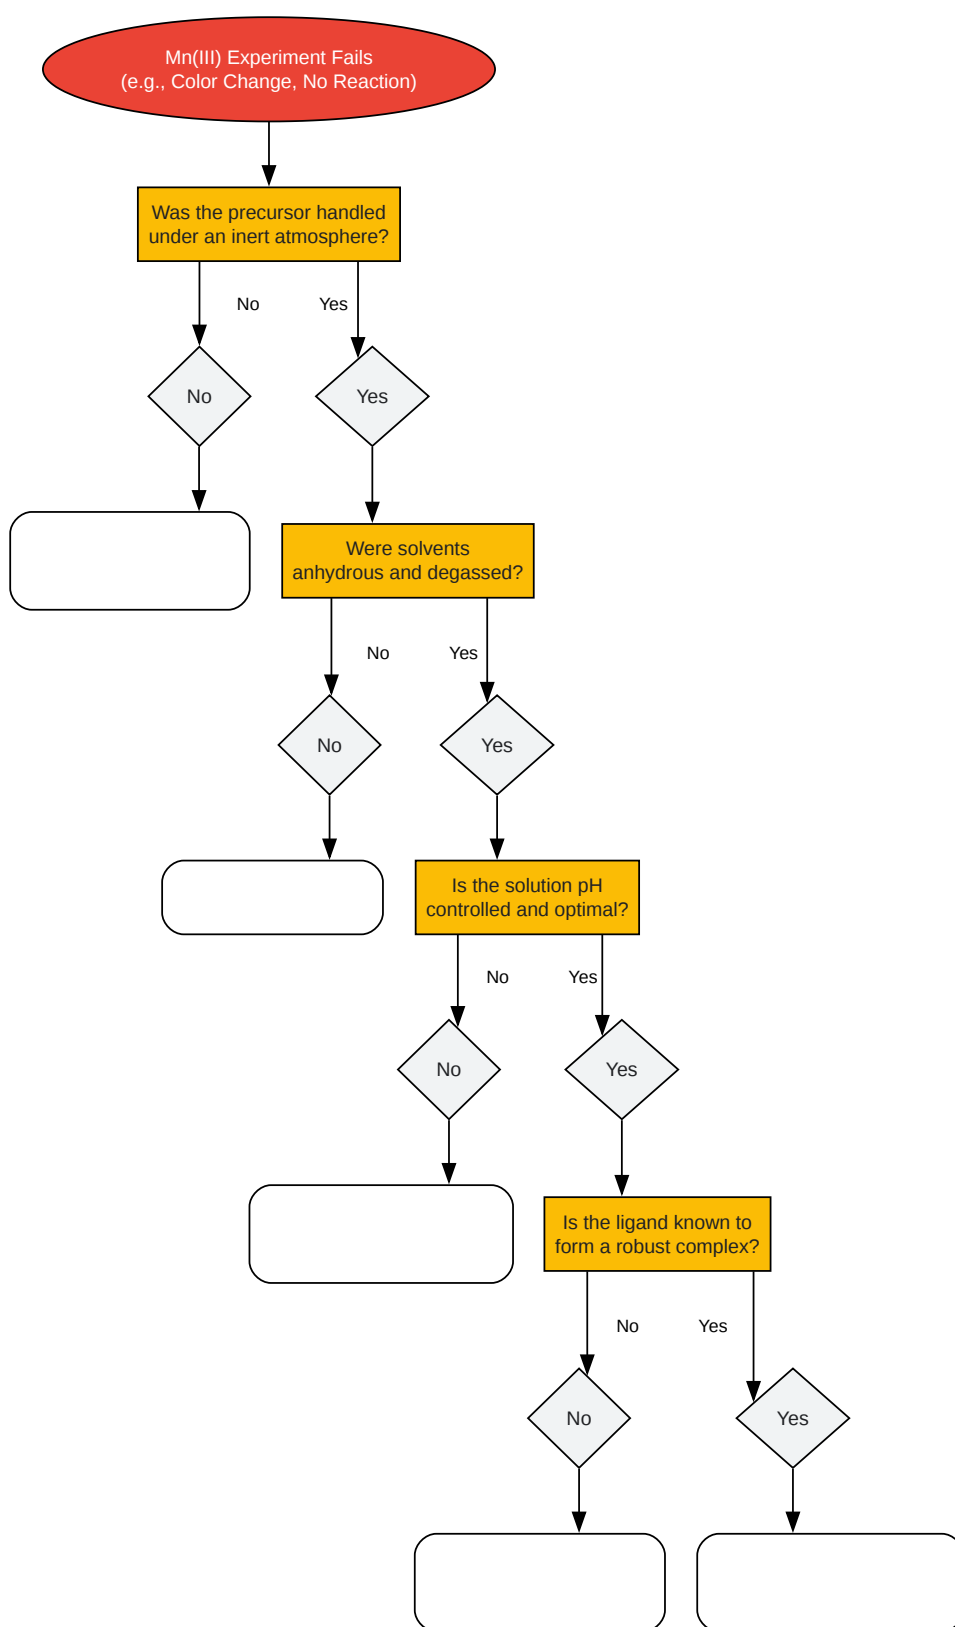 Mn(III) Experiment Fails
(e.g., Color Change, No Reaction)
Was the precursor handled
under an inert atmosphere?
No
Yes
No
Yes
Were solvents
anhydrous and degassed?
No
Yes
No
Yes
Is the solution pH
controlled and optimal?
No
Yes
No
Yes
Is the ligand known to
form a robust complex?
No
Yes
No
Yes